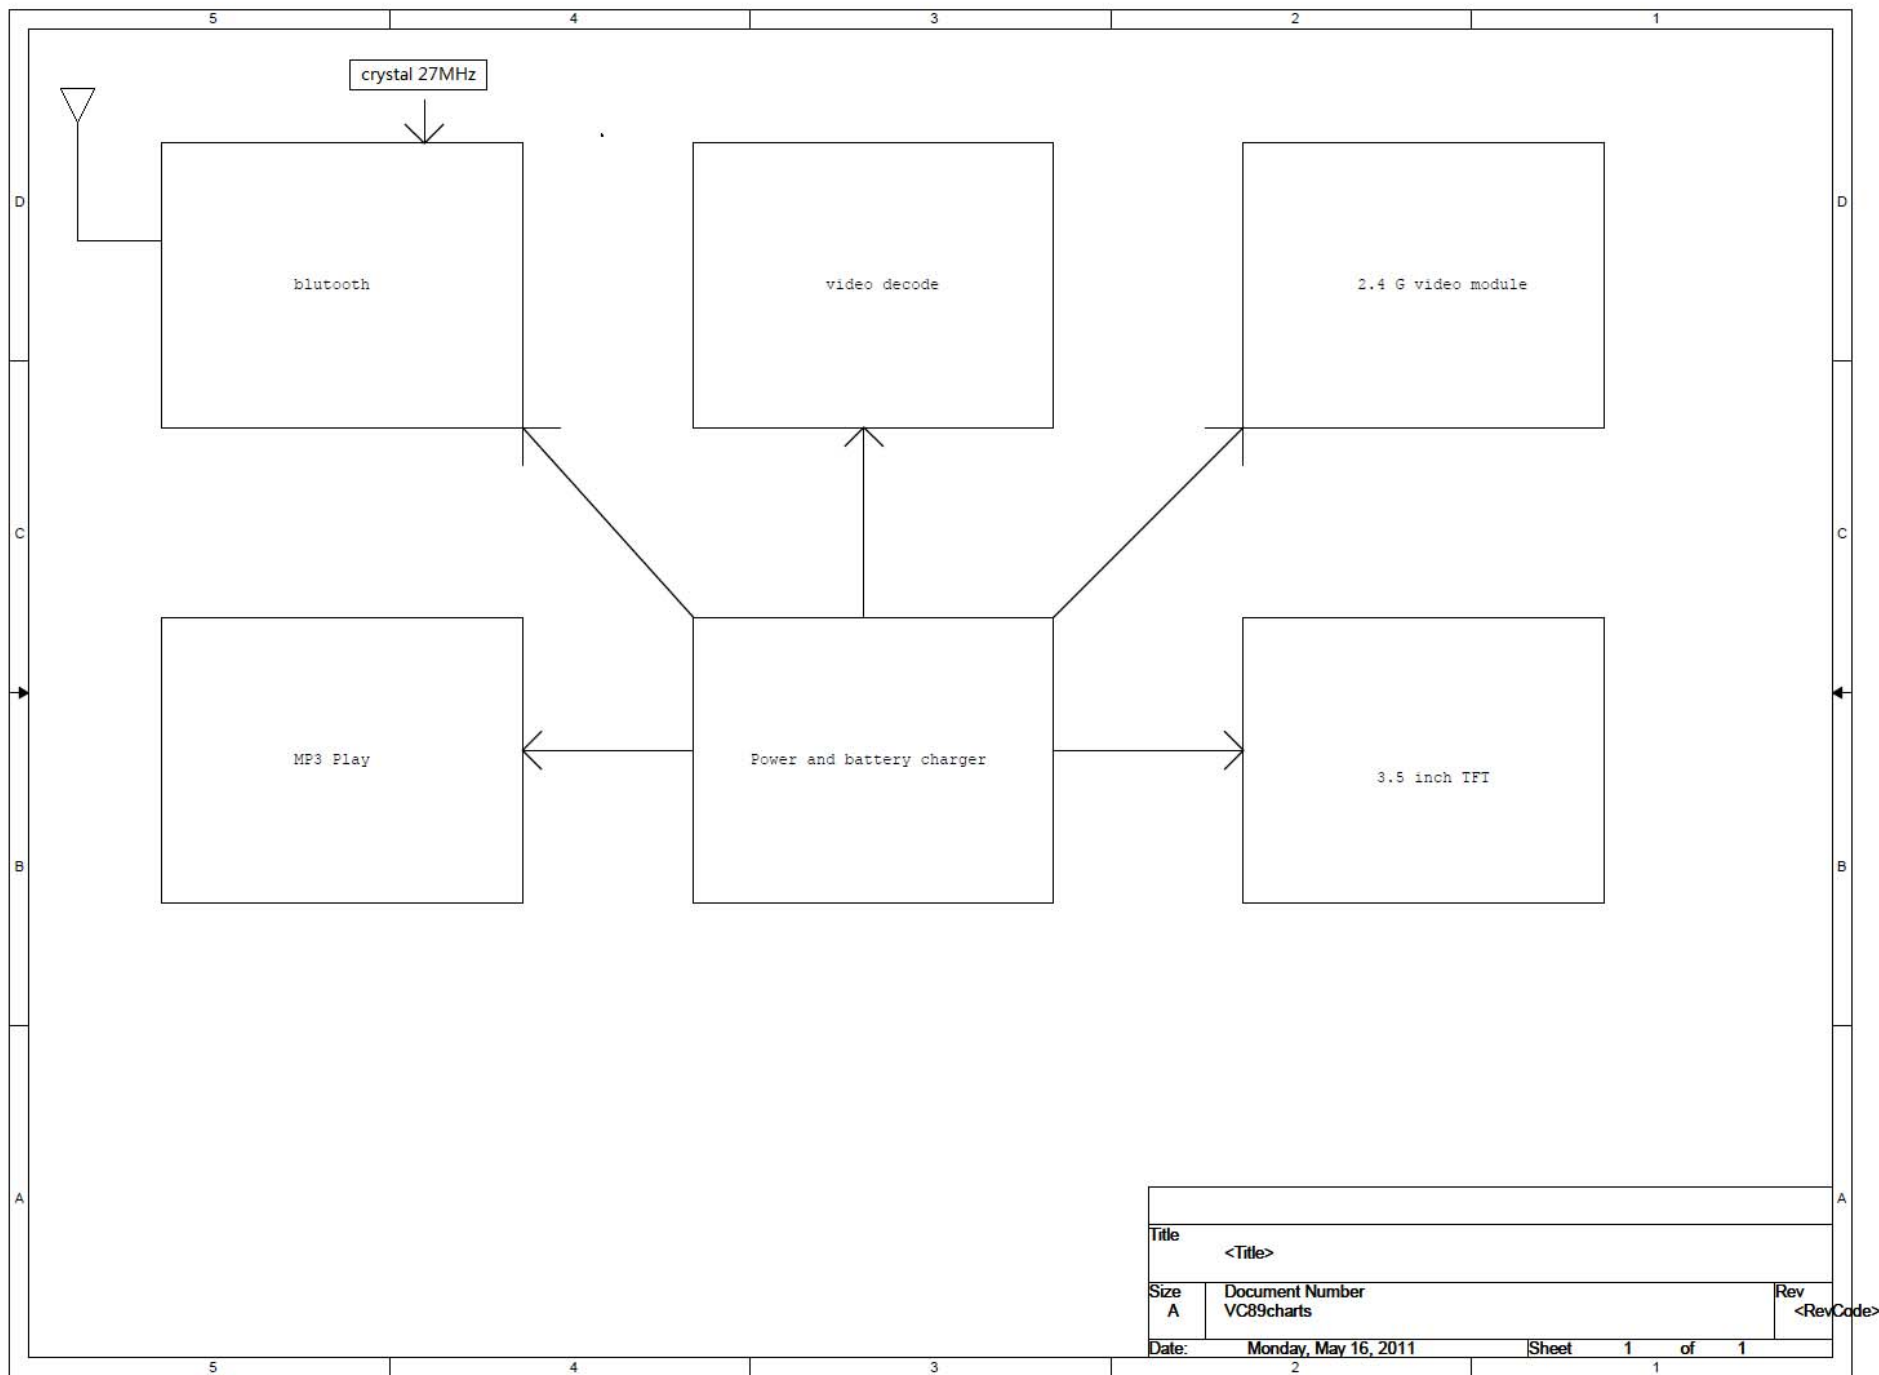 5 4 3 2 1
crystal 27MHz
D D
blutooth video decode 2.4 G video module
C C
MP3 Play Power and battery charger 3.5 inch TFT
B B
A A
Title
<Title>
Size Document Number Rev
A VC89charts <RevCode>
Date: Monday, May 16, 2011 Sheet 1 of 1
5 4 3 2 1